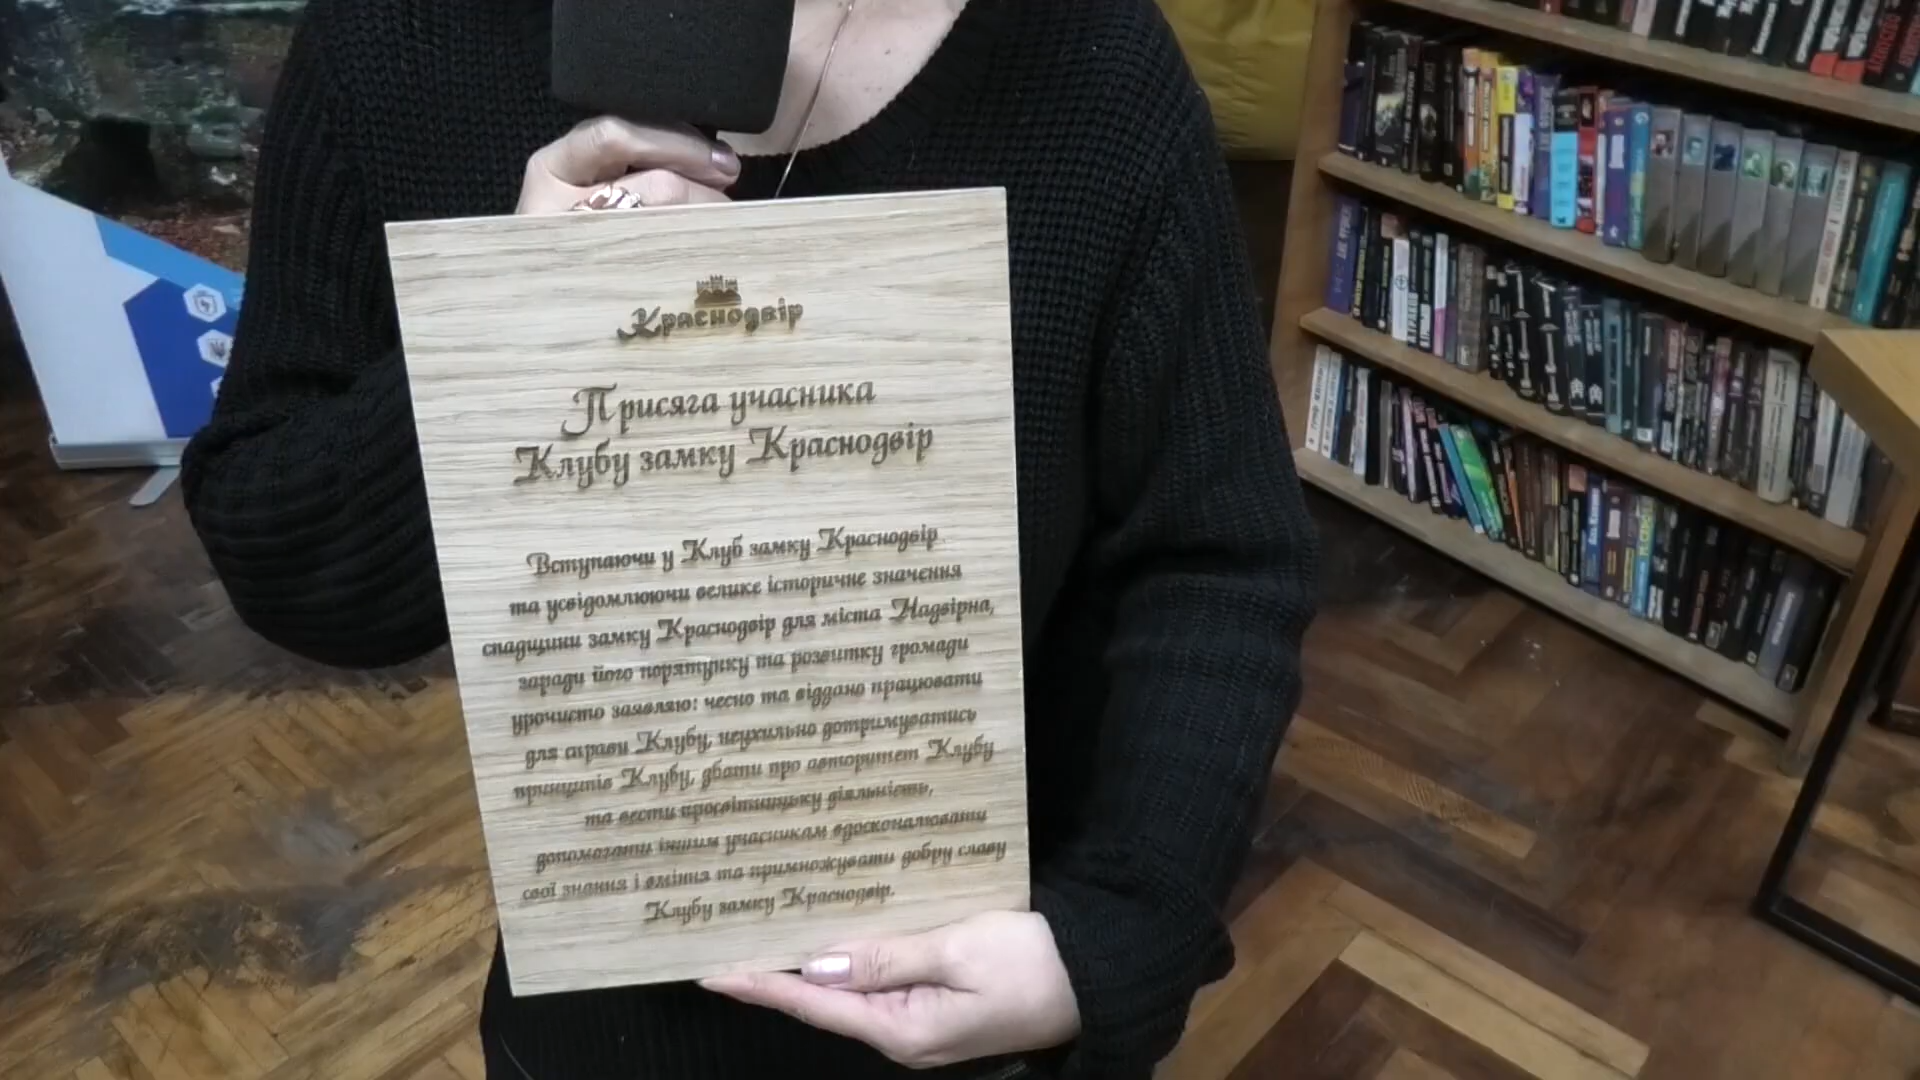 Краснодвір
Присяга учасника
Клубу замку Краснодвір
Вступаючи у Клуб замку Краснодвір
та усвідомлюючи велике історичне значення
спадщини замку Краснодвір для міста Надвірна,
заради його порятунку та розвитку громади
урочисто заявляю: чесно та віддано працювати
для справи Клубу, неухильно дотримуватись
принципів Клубу, дбати про авторитет Клубу
та вести просвітницьку діяльність,
допомагати іншим учасникам вдосконалювати
свої знання і вміння та примножувати добру славу
Клубу замку Краснодвір.